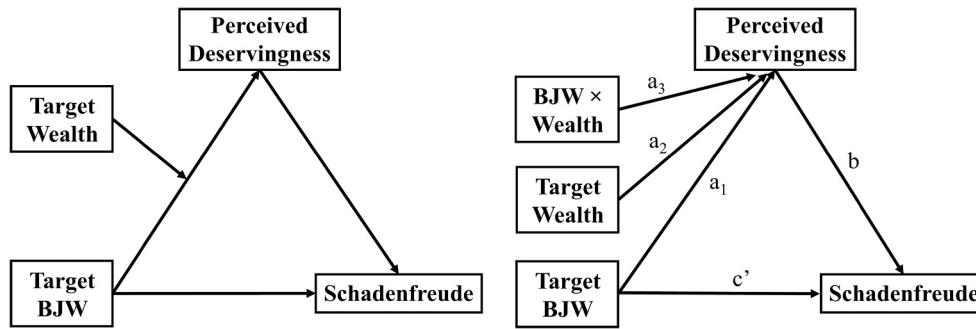 Perceived
Deservingness
Target
Wealth
Target
BJW
Schadenfreude
Perceived
Deservingness
BJW ×
Wealth
a3
a2
Target
Wealth
a1
b
Target
BJW
c’
Schadenfreude